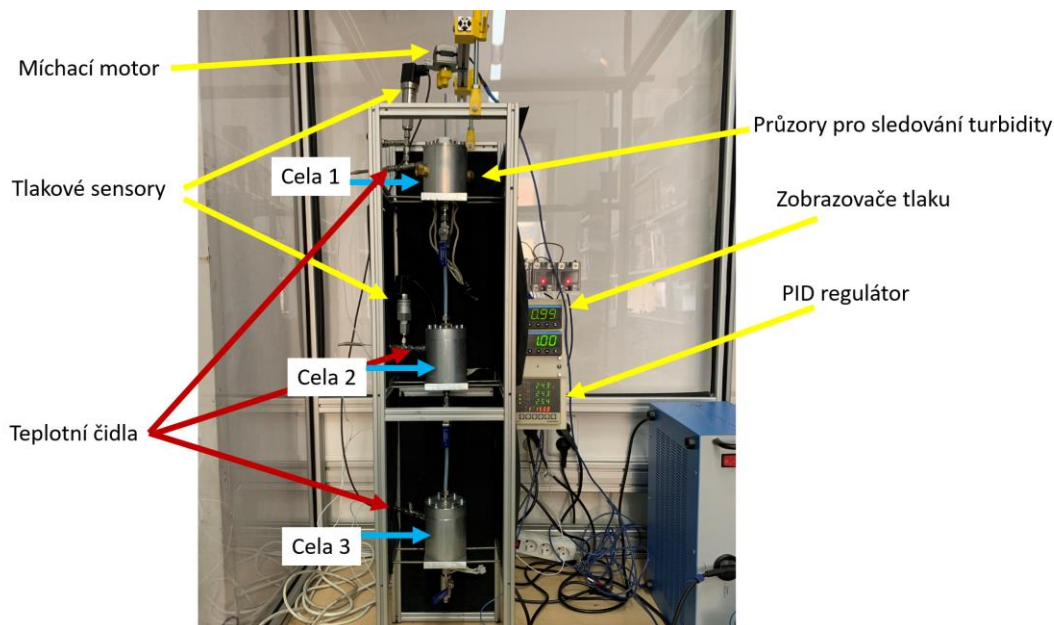 Míchací motor
Tlakové sensory
Teplotní čidla
Cela 1
Cela 2
Cela 3
Průzory pro sledování turbidity
Zobrazovače tlaku
PID regulátor
0.99
1.00